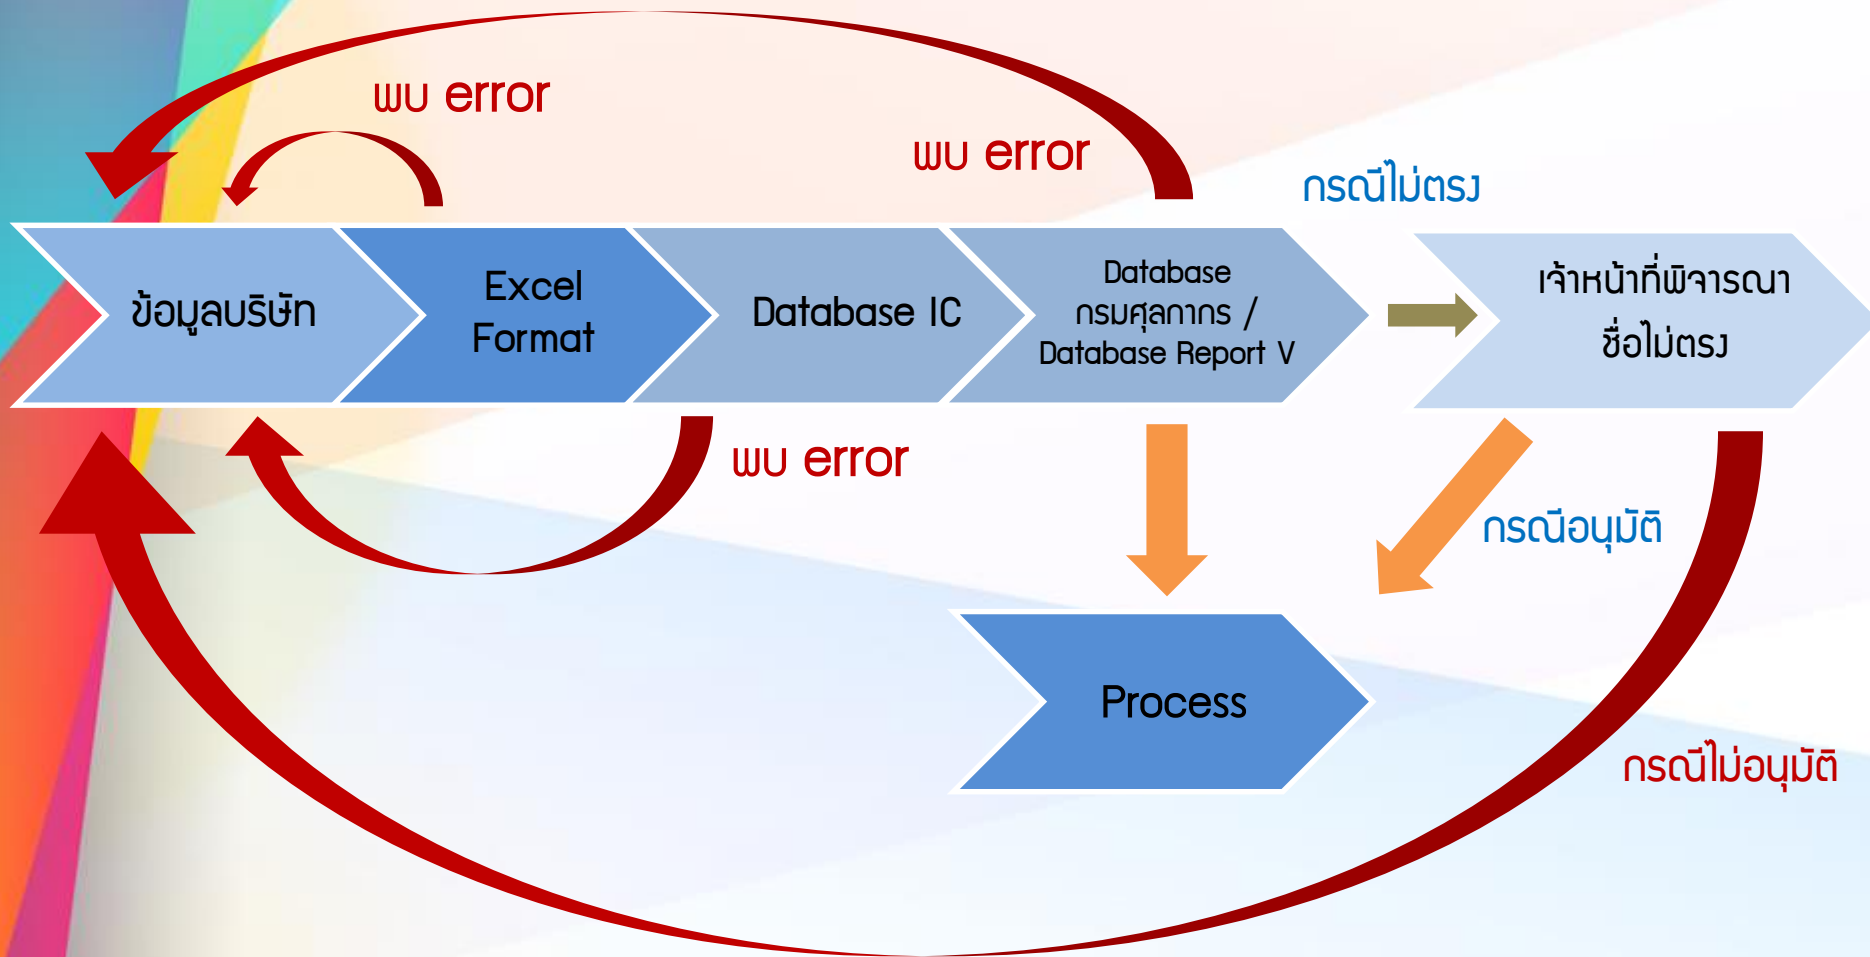 พบ error
พบ error
กรณีไม่ตรง
ข้อมูลบริษัท
Excel
Format
Database IC
Database
กรมศุลกากร /
Database Report V
เจ้าหน้าที่พิจารณา
ชื่อไม่ตรง
พบ error
กรณีอนุมัติ
Process
กรณีไม่อนุมัติ